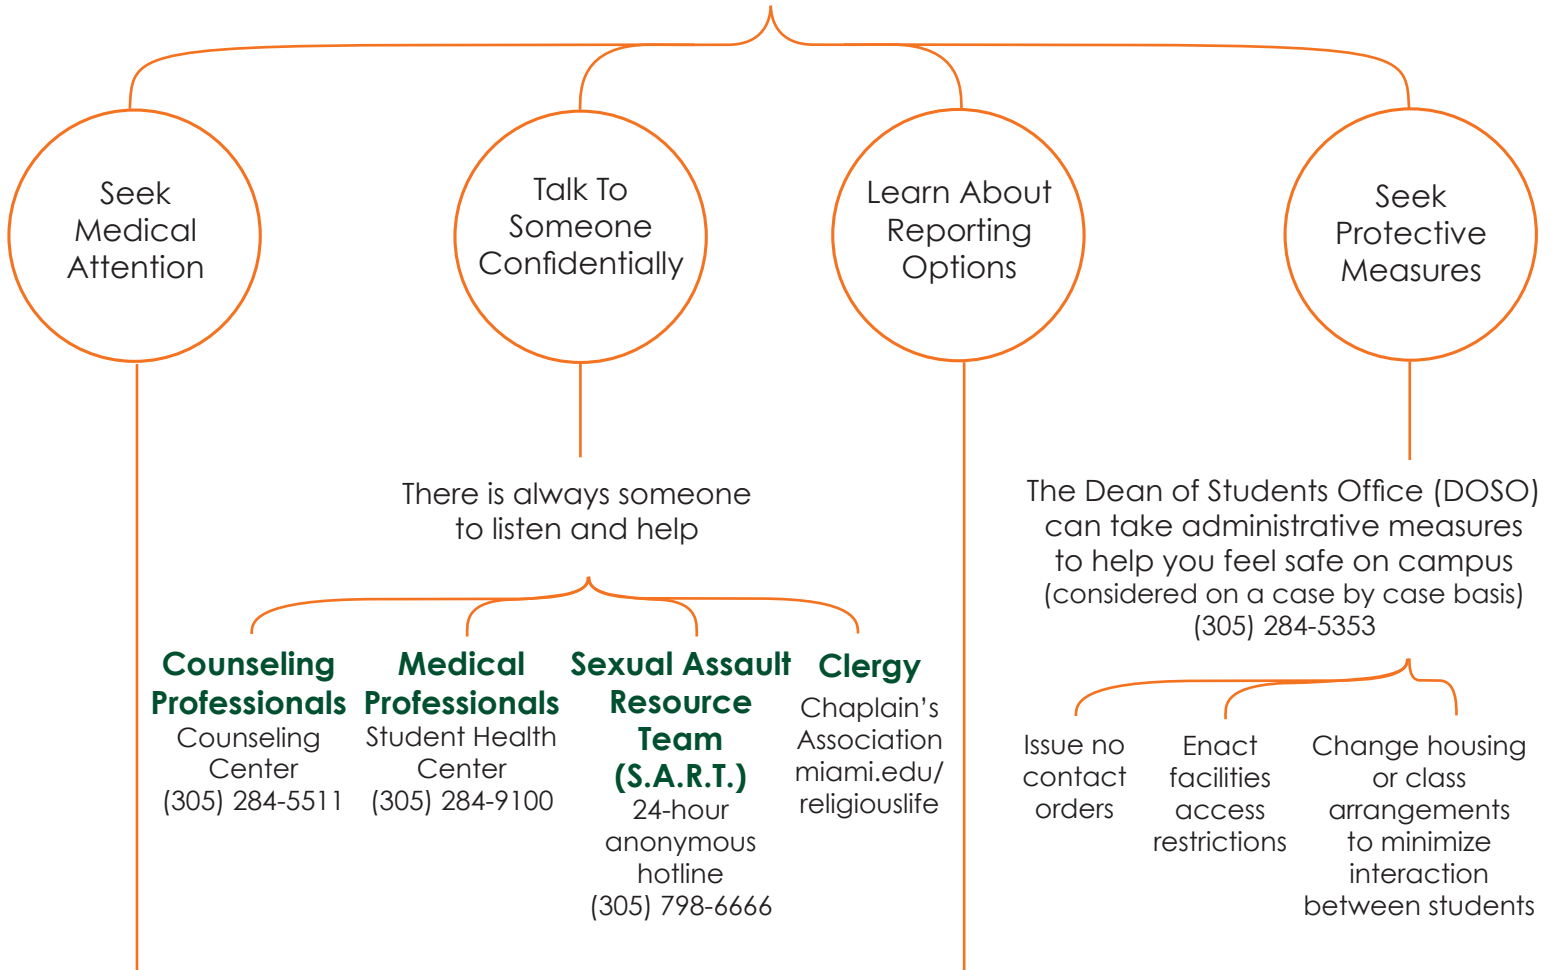 Seek
Medical
Attention
Talk To
Someone
Confidentially
Learn About
Reporting
Options
Seek
Protective
Measures
There is always someone
to listen and help
Counseling
Professionals
Counseling
Center
(305) 284-5511
Medical
Professionals
Student Health
Center
(305) 284-9100
Sexual Assault
Resource
Team
(S.A.R.T.)
24-hour
anonymous
hotline
(305) 798-6666
Clergy
Chaplain's
Association
miami.edu/
religiouslife
The Dean of Students Office (DOSO)
can take administrative measures
to help you feel safe on campus
(considered on a case by case basis)
(305) 284-5353
Issue no
contact
orders
Enact
facilities
access
restrictions
Change housing
or class
arrangements
to minimize
interaction
between students